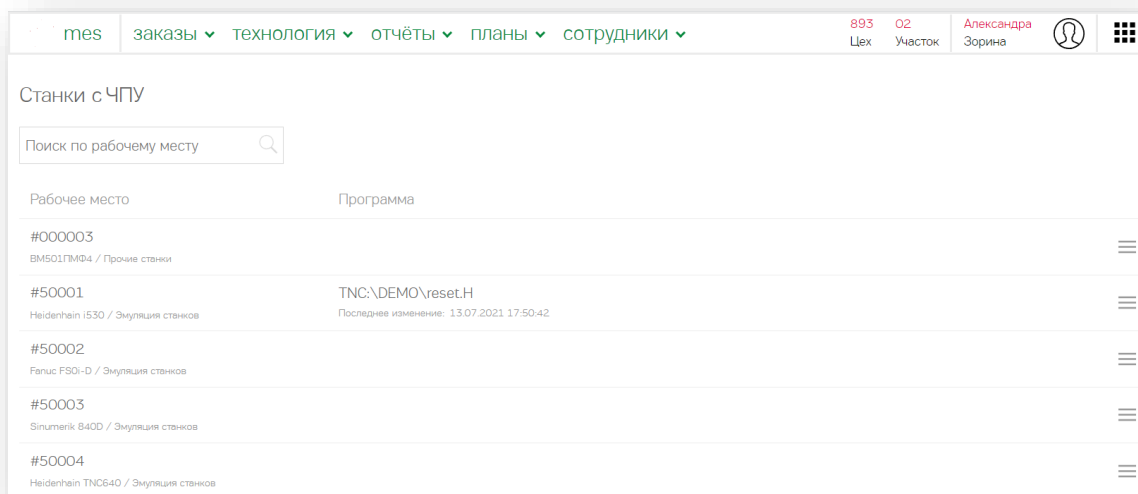 mes заказы технология отчёты планы сотрудники 893 02 Александра
Цех Участок Зорина
Станки с ЧПУ
Поиск по рабочему месту
Рабочее место Программа
#000003
ВМ501ПМФ4 / Прочие станки
#50001 TNC:\DEMO\reset.H
Heidenhain i530 / Эмуляция станков Последнее изменение: 13.07.2021 17:50:42
#50002
Fanuc FS0i-D / Эмуляция станков
#50003
Sinumerik 840D / Эмуляция станков
#50004
Heidenhain TNC640 / Эмуляция станков